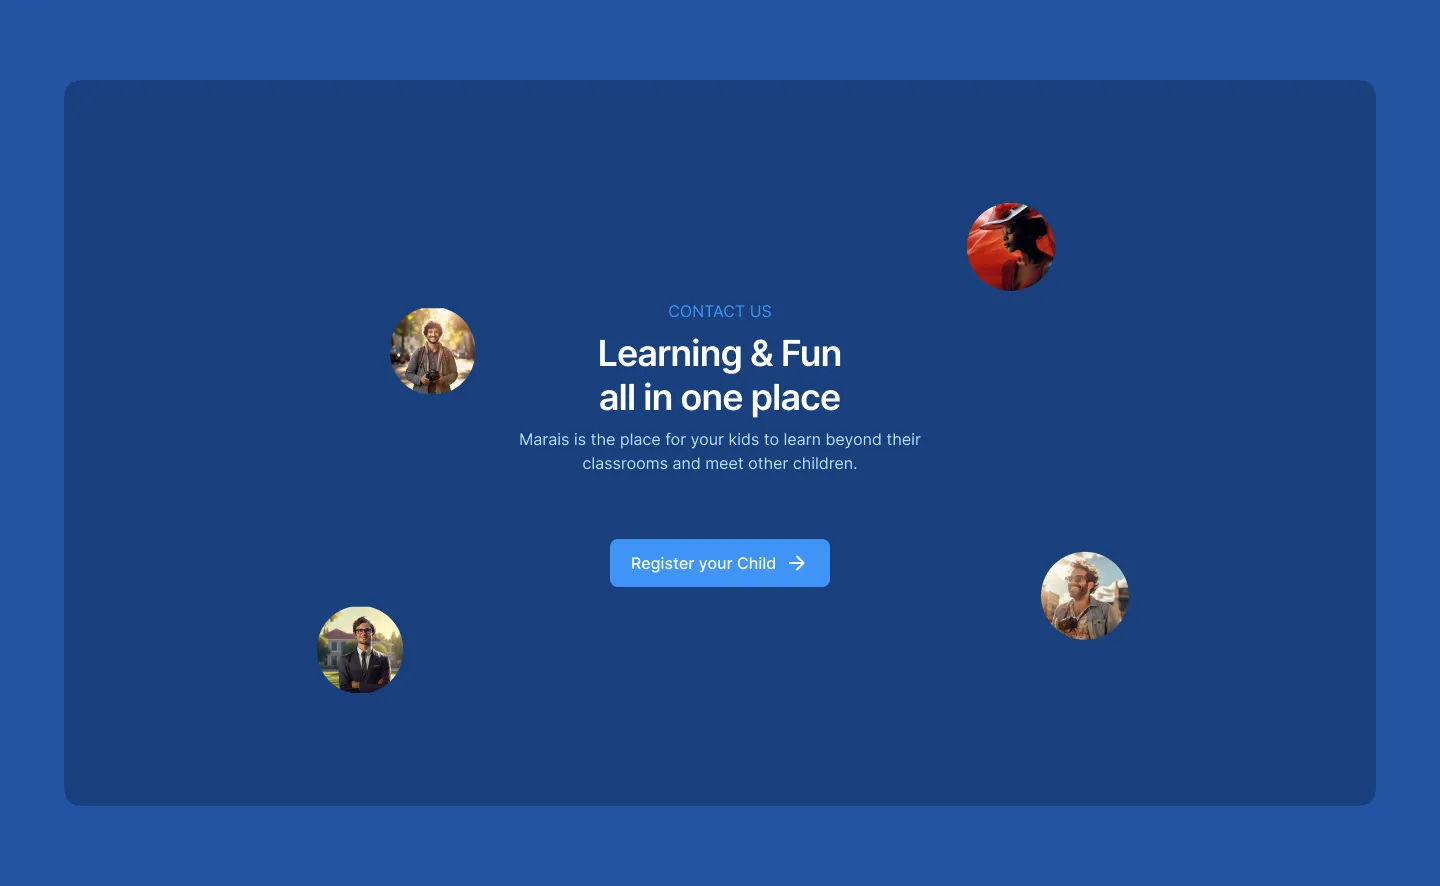 CONTACT US
Learning & Fun
all in one place
Marais is the place for your kids to learn beyond their
classrooms and meet other children.
Register your Child